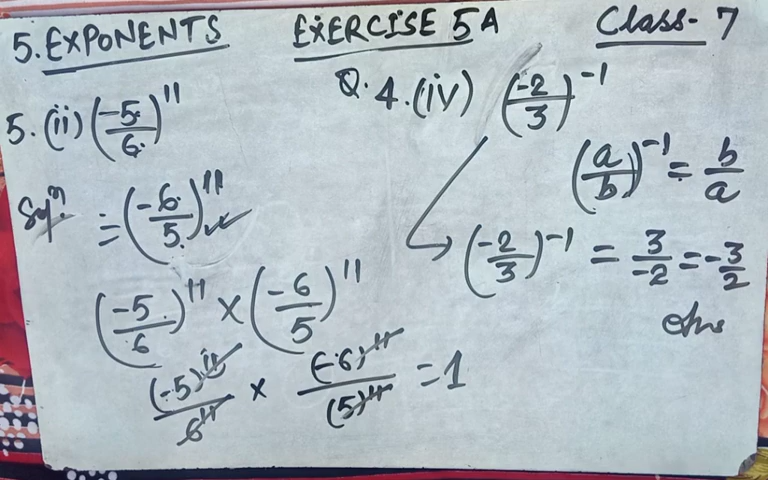 5. EXPONENTS EXERCISE 5A Class- 7
5. (ii) (-5/6)^11
Sol^n. = (-6/5)^11 ✓
(-5/6)^11 × (-6/5)^11
(-5)^11/6^11 × (-6)^11/(5)^11 = 1
Q. 4. (iv) (-2/3)^-1
(a/b)^-1 = b/a
(-2/3)^-1 = 3/-2 = -3/2
Ans